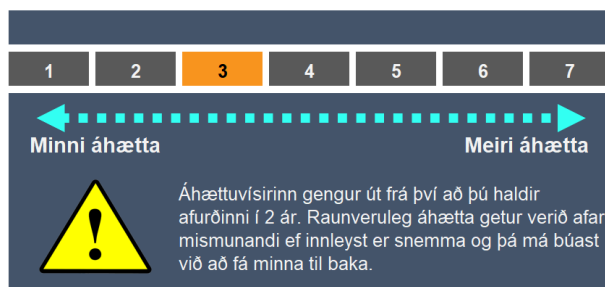 1 2 3 4 5 6 7
Minni áhætta Meiri áhætta
Áhættuvísirinn gengur út frá því að þú haldir
afurðinni í 2 ár. Raunveruleg áhætta getur verið afar
mismunandi ef innleyst er snemma og þá má búast
við að fá minna til baka.